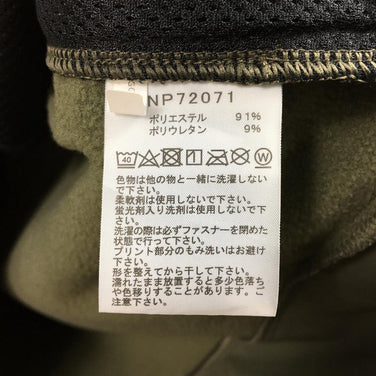 NP72071
ポリエステル 91%
ポリウレタン 9%
40 W
色物は他の物と一緒に洗濯しない
で下さい。
柔軟剤は使用しないで下さい。
蛍光剤入り洗剤は使用しないで下
さい。
洗濯の際は必ずファスナーを閉めた
状態で行って下さい。
プリント部分のもみ洗いはお避け
下さい。
形を整えてから干して下さい。
濡れたまま放置すると多少色落ち
や色移りすることが有ります。ご
注意下さい。